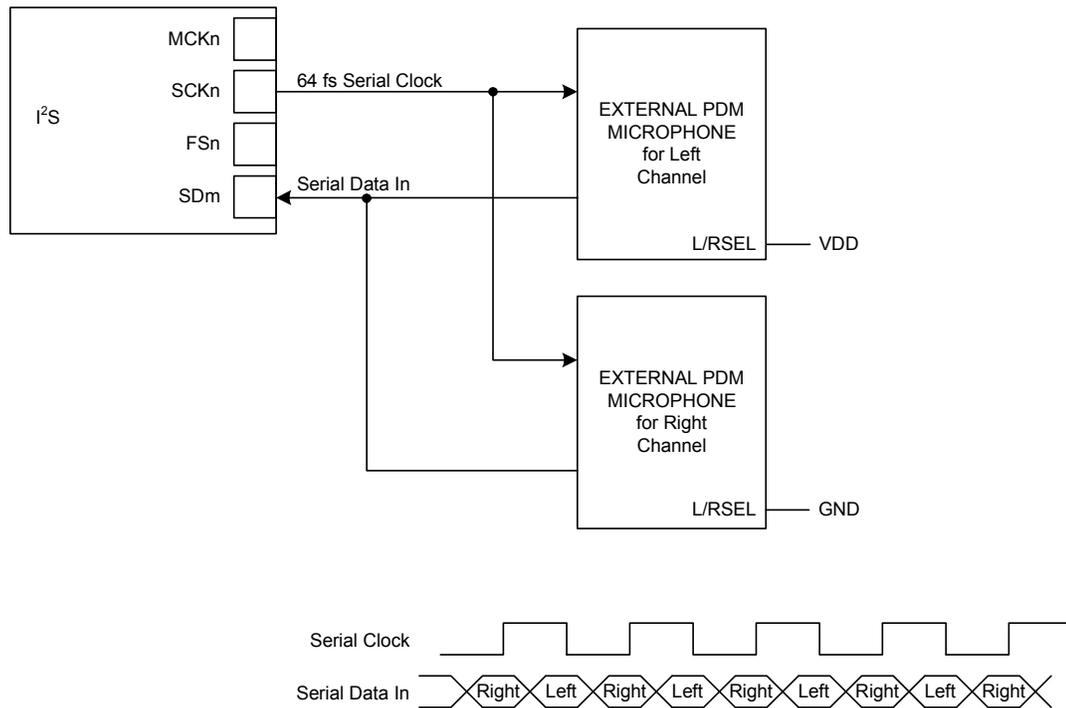 MCKn
SCKn
I²S
FSn
SDm
64 fs Serial Clock
Serial Data In
EXTERNAL PDM
MICROPHONE
for Left
Channel
L/RSEL
VDD
EXTERNAL PDM
MICROPHONE
for Right
Channel
L/RSEL
GND
Serial Clock
Serial Data In Right Left Right Left Right Left Right Left Right